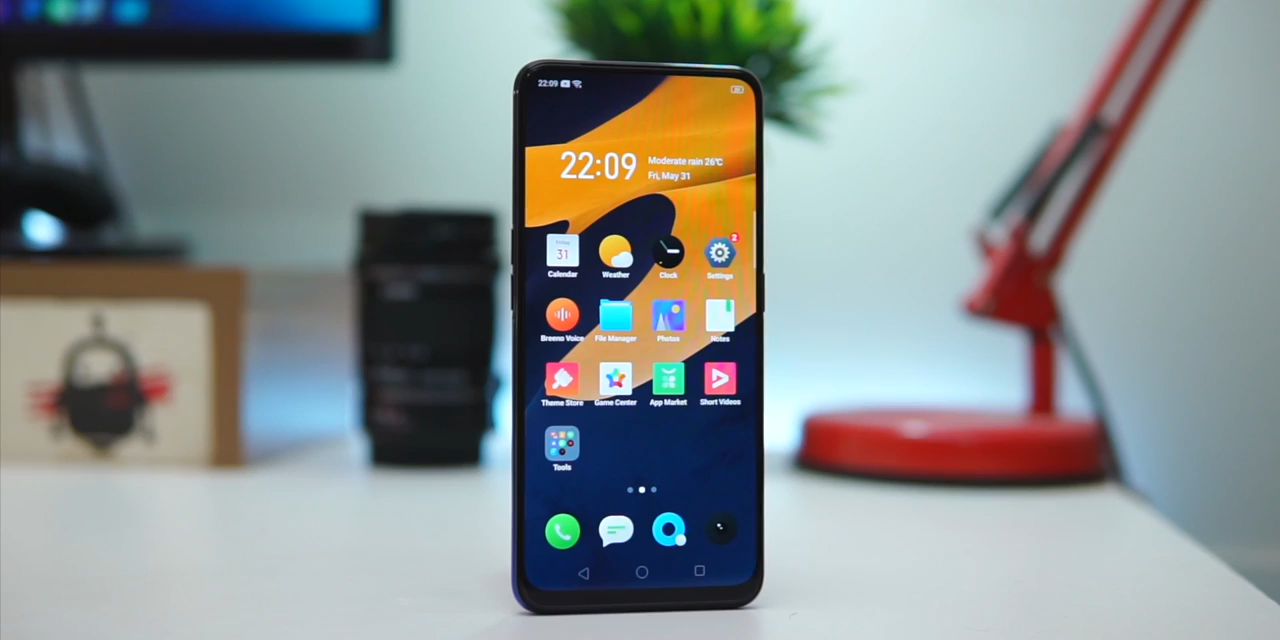 22:09
22:09
Moderate rain 26°C
Fri, May 31
Friday
31
2
Calendar
Weather
Clock
Settings
Breeno Voice
File Manager
Photos
Notes
Theme Store
Game Center
App Market
Short Videos
Tools